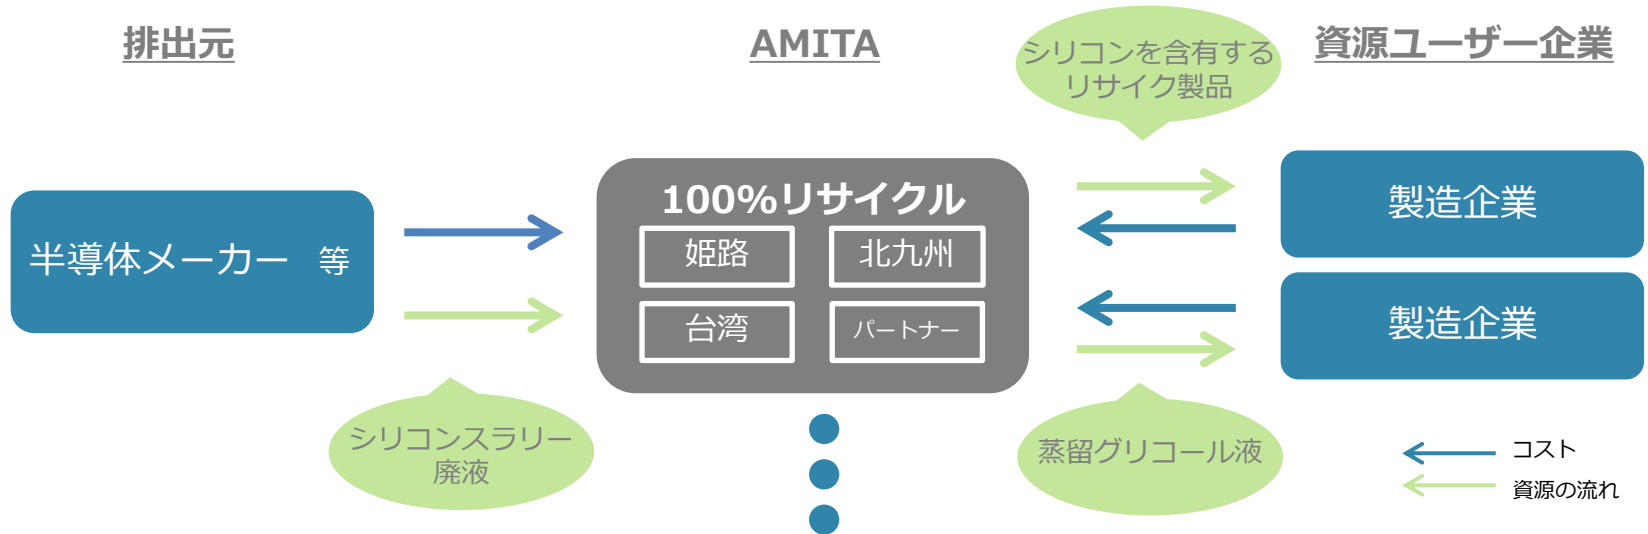 排出元
AMITA
資源ユーザー企業
シリコンを含有する
リサイク製品
半導体メーカー 等
100%リサイクル
姫路
北九州
台湾
パートナー
製造企業
製造企業
シリコンスラリー
廃液
蒸留グリコール液
コスト
資源の流れ